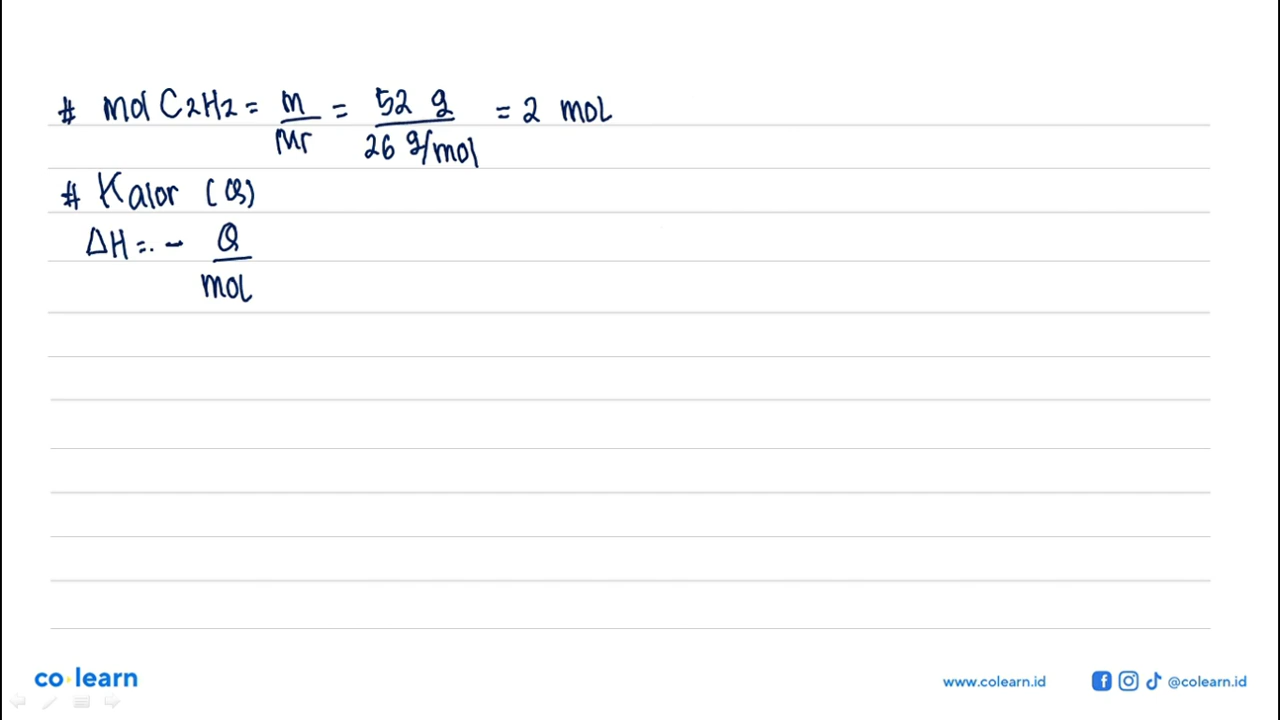 # mol C2H2 = m/Mr = 52 g/26 g/mol = 2 mol
# Kalor (Q)
ΔH = - Q/mol
co learn
www.colearn.id
@colearn.id